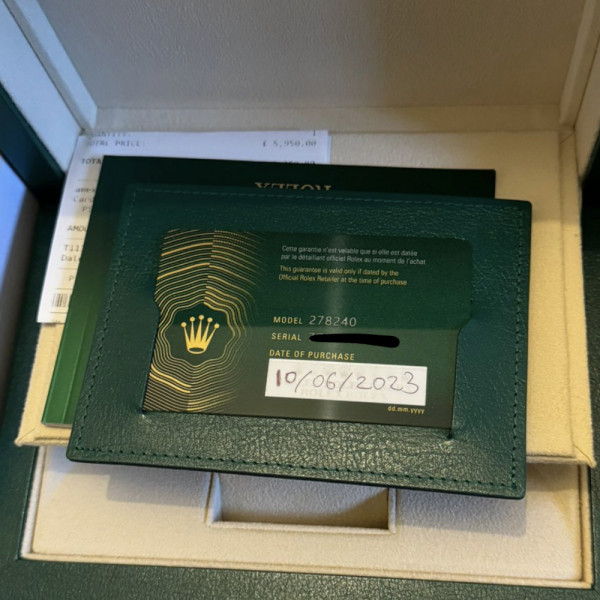 TOTAL PRICE: £ 5,950.00
TOTA
ROLEX
Cette garantie n'est valable que si elle est datée
par le détaillant officiel Rolex au moment de l'achat
This guarantee is valid only if dated by the
Official Rolex Retailer at the time of purchase
MODEL 278240
SERIAL
DATE OF PURCHASE
10/06/2023
dd.mm.yyyy